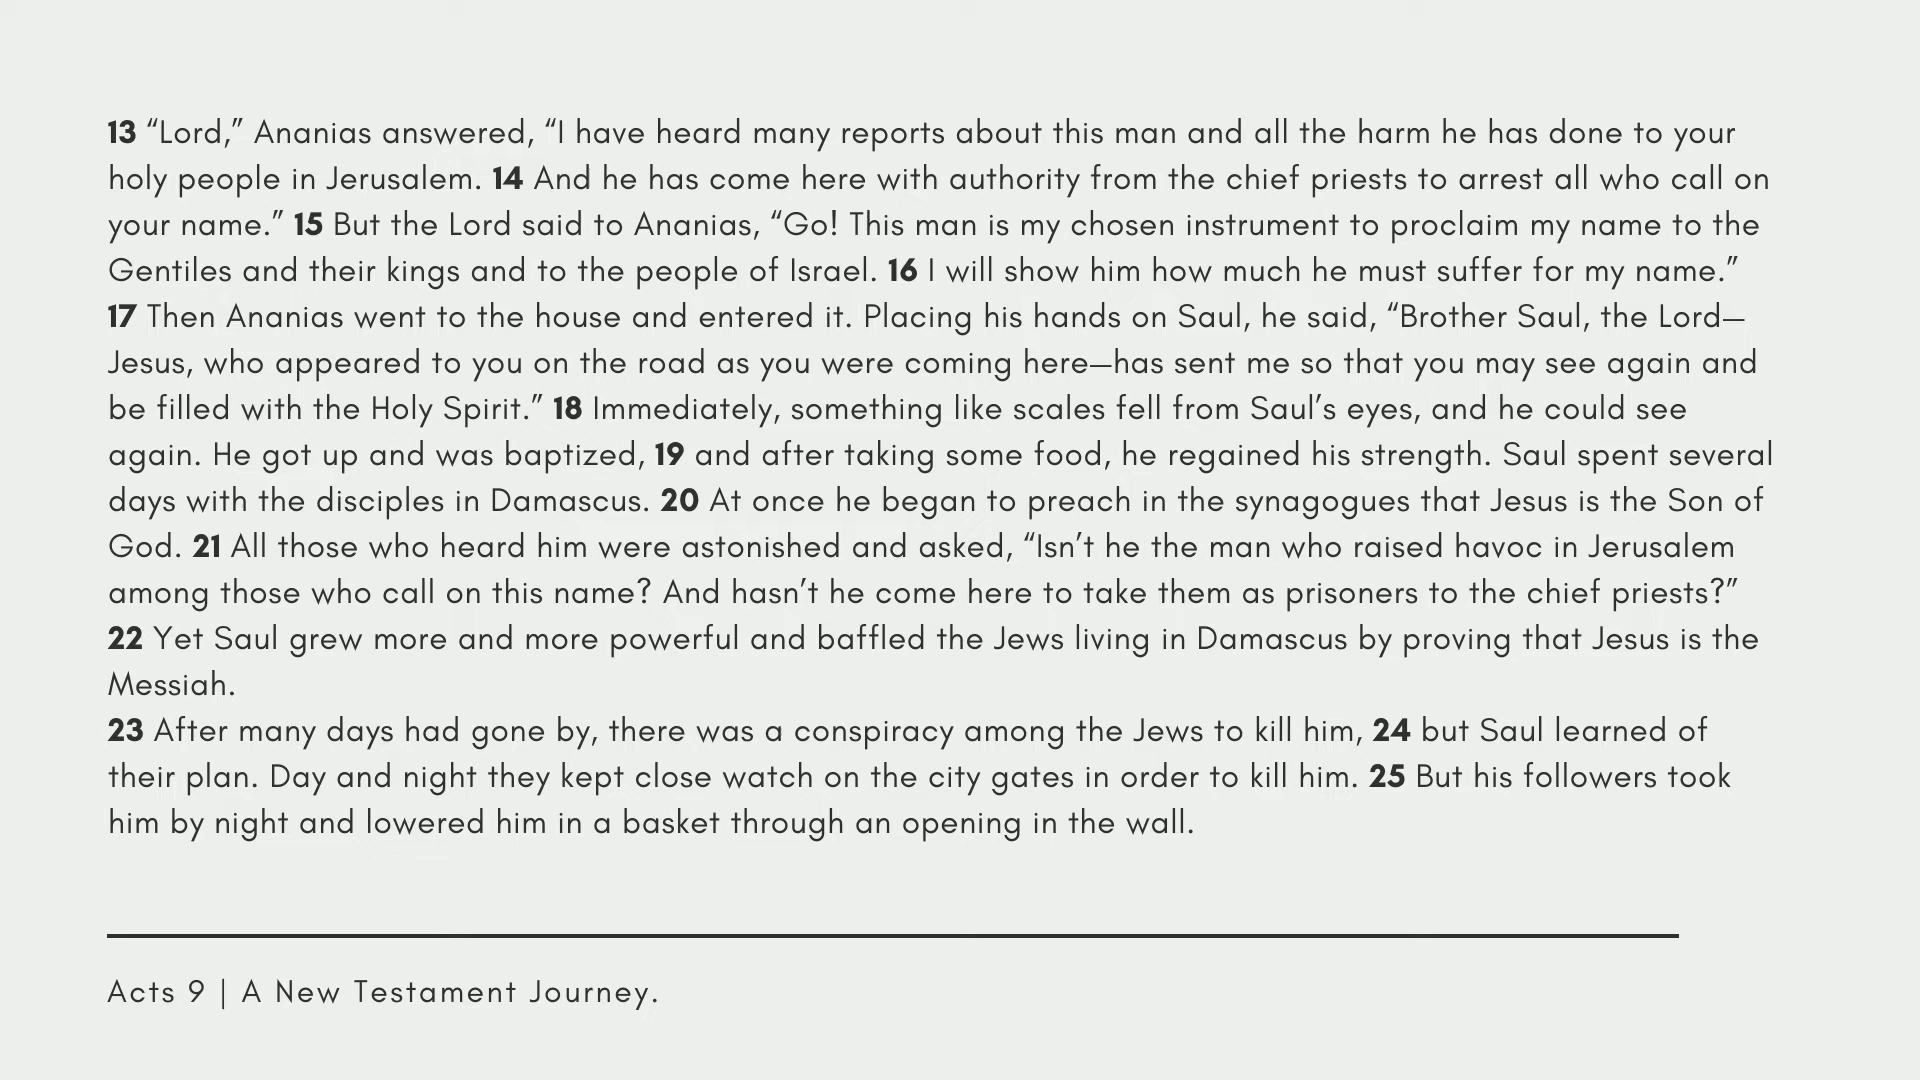 13 “Lord,” Ananias answered, “I have heard many reports about this man and all the harm he has done to your
holy people in Jerusalem. 14 And he has come here with authority from the chief priests to arrest all who call on
your name.” 15 But the Lord said to Ananias, “Go! This man is my chosen instrument to proclaim my name to the
Gentiles and their kings and to the people of Israel. 16 I will show him how much he must suffer for my name.”
17 Then Ananias went to the house and entered it. Placing his hands on Saul, he said, “Brother Saul, the Lord—
Jesus, who appeared to you on the road as you were coming here—has sent me so that you may see again and
be filled with the Holy Spirit.” 18 Immediately, something like scales fell from Saul’s eyes, and he could see
again. He got up and was baptized, 19 and after taking some food, he regained his strength. Saul spent several
days with the disciples in Damascus. 20 At once he began to preach in the synagogues that Jesus is the Son of
God. 21 All those who heard him were astonished and asked, “Isn’t he the man who raised havoc in Jerusalem
among those who call on this name? And hasn’t he come here to take them as prisoners to the chief priests?”
22 Yet Saul grew more and more powerful and baffled the Jews living in Damascus by proving that Jesus is the
Messiah.
23 After many days had gone by, there was a conspiracy among the Jews to kill him, 24 but Saul learned of
their plan. Day and night they kept close watch on the city gates in order to kill him. 25 But his followers took
him by night and lowered him in a basket through an opening in the wall.
Acts 9 | A New Testament Journey.